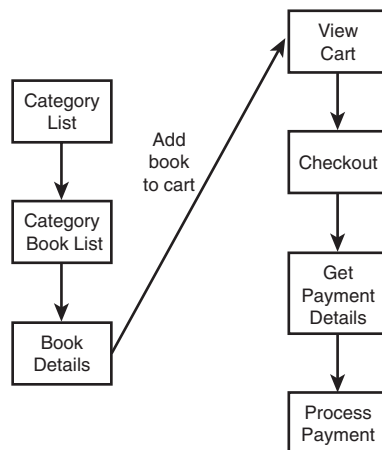 Category
List
Category
Book List
Book
Details
Add
book
to cart
View
Cart
Checkout
Get
Payment
Details
Process
Payment